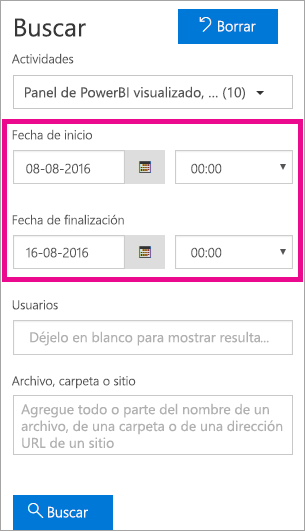 Buscar
Borrar
Actividades
Panel de PowerBI visualizado, ... (10)
Fecha de inicio
08-08-2016
00:00
Fecha de finalización
16-08-2016
00:00
Usuarios
Déjelo en blanco para mostrar resulta...
Archivo, carpeta o sitio
Agregue todo o parte del nombre de un
archivo, de una carpeta o de una dirección
URL de un sitio
Buscar